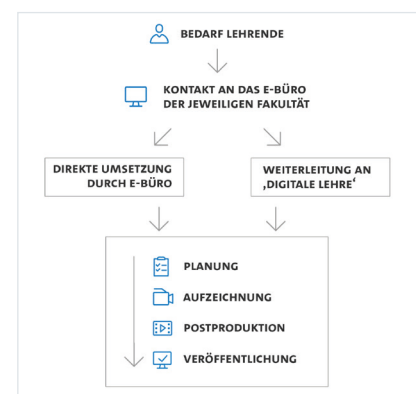 BEDARF LEHRENDE
KONTAKT AN DAS E-BÜRO
DER JEWEILIGEN FAKULTÄT
DIREKTE UMSETZUNG
DURCH E-BÜRO
WEITERLEITUNG AN
‚DIGITALE LEHRE‘
PLANUNG
AUFZEICHNUNG
POSTPRODUKTION
VERÖFFENTLICHUNG